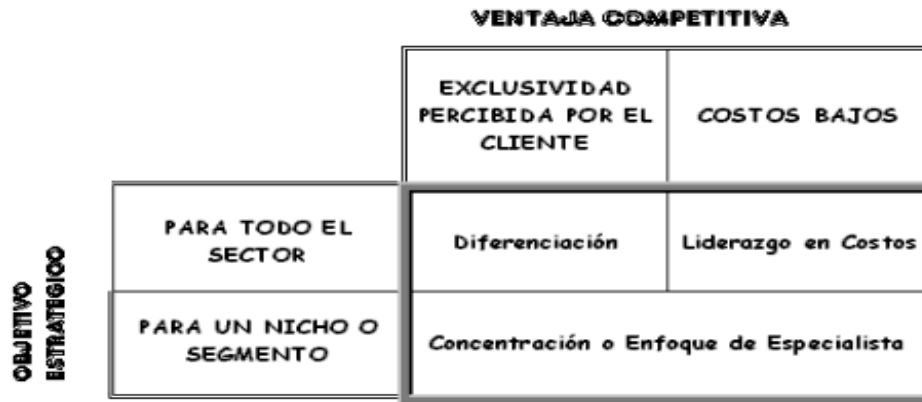 VENTAJA COMPETITIVA
EXCLUSIVIDAD
PERCIBIDA POR EL
CLIENTE
COSTOS BAJOS
OBJETIVO
ESTRATEGICO
PARA TODO EL
SECTOR
Diferenciación
Liderazgo en Costos
PARA UN NICHO O
SEGMENTO
Concentración o Enfoque de Especialista